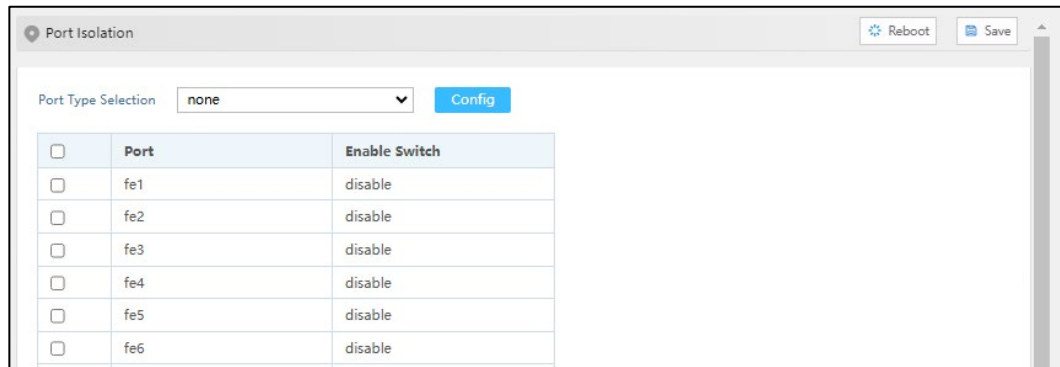 Port Isolation Reboot Save
Port Type Selection none Config
Port Enable Switch
fe1 disable
fe2 disable
fe3 disable
fe4 disable
fe5 disable
fe6 disable